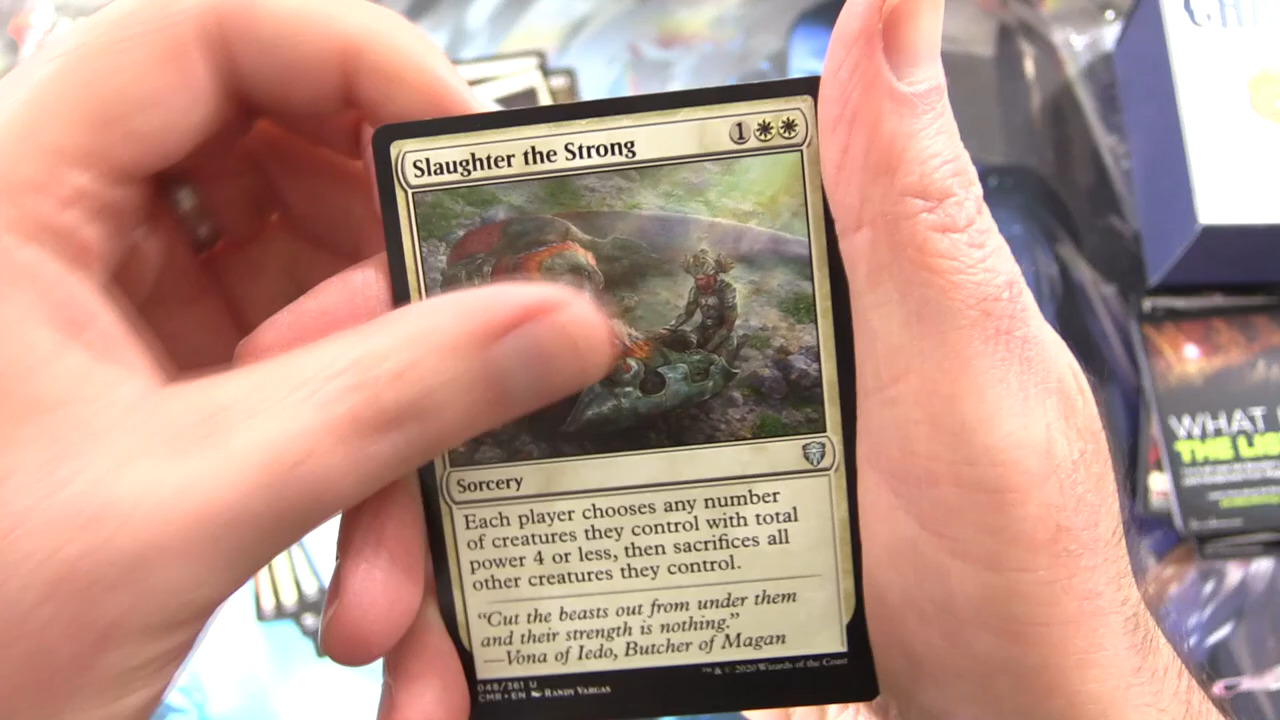 Slaughter the Strong
1
Sorcery
Each player chooses any number
of creatures they control with total
power 4 or less, then sacrifices all
other creatures they control.
“Cut the beasts out from under them
and their strength is nothing.”
—Vona of Iedo, Butcher of Magan
™ & © 2020 Wizards of the Coast
048/361 U
CMR • EN RANDY VARGAS
WHAT